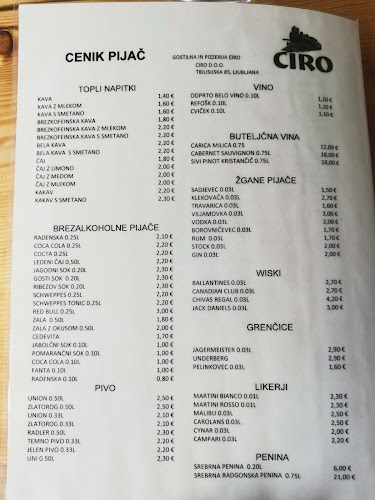 CENIK PIJAČ
GOSTILNA IN PIZZERIJA CIRO
CIRO D.O.O.
TBILISIJSKA 85, LJUBLJANA
CIRO
TOPLI NAPITKI
KAVA 1,40 €
KAVA Z MLEKOM 1,60 €
KAVA S SMETANO 1,60 €
BREZKOFEINSKA KAVA 1,80 €
BREZKOFEINSKA KAVA Z MLEKOM 2,20 €
BREZKOFEINSKA KAVA S SMETANO 2,20 €
BELA KAVA 2,20 €
BELA KAVA S SMETANO 2,20 €
ČAJ 1,80 €
ČAJ Z LIMONO 2,00 €
ČAJ Z MEDOM 2,20 €
ČAJ Z MLEKOM 2,20 €
KAKAV 2,20 €
KAKAV S SMETANO 2,30 €
BREZALKOHOLNE PIJAČE
RADENSKA 0.25L 2,10 €
COCA COLA 0.25L 2,20 €
COCTA 0.25L 2,20 €
LEDENI ČAJ 0,50L 2,20 €
JAGODNI SOK 0.20L 2,30 €
GOSTI SOK 0.20L 2,30 €
RIBEZOV SOK 0.20L 2,30 €
SCHWEPPES 0.25L 2,30 €
SCHWEPPES TONIC 0.25L 2,20 €
RED BULL 0.25L 3,00 €
ZALA 0.50L 1,80 €
ZALA Z OKUSOM 0.50L 2,00 €
CEDEVITA 1,70 €
JABOLČNI SOK 0.10L 1,00 €
POMARANČNI SOK 0.10L 1,00 €
COCA COLA 0.10L 1,00 €
FANTA 0.10L 1,00 €
RADENSKA 0.10L 0,80 €
PIVO
UNION 0.50L 2,50 €
ZLATOROG 0.50L 2,50 €
UNION 0.33L 2,10 €
ZLATOROG 0.33L 2,10 €
RADLER 0.50L 2,30 €
TEMNO PIVO 0.33L 2,20 €
JELEN PIVO 0.33L 2,20 €
UNI 0.50L 2,30 €
VINO
ODPRTO BELO VINO 0.10L 1,10 €
REFOŠK 0.10L 1,10 €
CVIČEK 0.10L 1,10 €
BUTELJČNA VINA
CARICA MILICA 0.75 12,00 €
CABERNET SAUVIGNON 0.75L 18,00 €
SIVI PINOT KRISTANČIČ 0.75L 18,00 €
ŽGANE PIJAČE
SADJEVEC 0.03L 1,50 €
KLEKOVAČA 0.03L 1,70 €
TRAVARICA 0.03L 1,60 €
VILJAMOVKA 0.03L 2,00 €
VODKA 0.03L 2,00 €
BOROVNIČEVEC 0.03L 1,70 €
RUM 0.03L 1,70 €
STOCK 0.03L 2,00 €
GIN 0.03L 2,00 €
WISKI
BALLANTINES 0.03L 2,70 €
CANADIAN CLUB 0.03L 2,70 €
CHIVAS REGAL 0.03L 4,20 €
JACK DANIELS 0.03L 3,00 €
GRENČICE
JAGERMEISTER 0.03L 2,90 €
UNDERBERG 2,90 €
PELINKOVEC 0.03L 1,60 €
LIKERJI
MARTINI BIANCO 0.01L 2,30 €
MARTINI ROSSO 0.01L 2,30 €
MALIBU 0.03L 2,50 €
CAROLANS 0.03L 2,30 €
CYNAR 0.03L 2,00 €
CAMPARI 0.03L 2,20 €
PENINA
SREBRNA PENINA 0.20L 6,00 €
SREBRNA RADGONSKA PENINA 0.75L 21,00 €